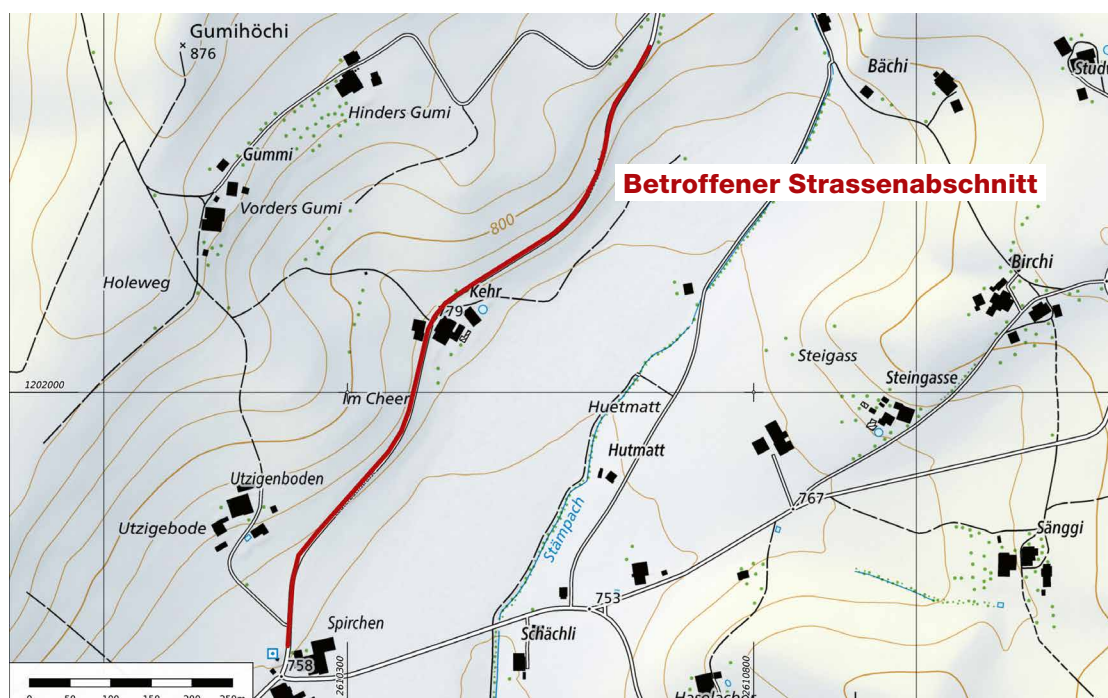 Gumihöchi
876
Bächi
Studw
Hinders Gumi
Gummi
Betroffener Strassenabschnitt
Vorders Gumi
800
Birchi
Holeweg
Kehr
779
Steigass
Steingasse
1202000
Im Cheer
Huetmatt
Hutmatt
Utzigenboden
Utzigebode
767
Stämpach
Sänggi
753
Spirchen
Schächli
758
2610300
2610800
0 50 100 150 200 250m